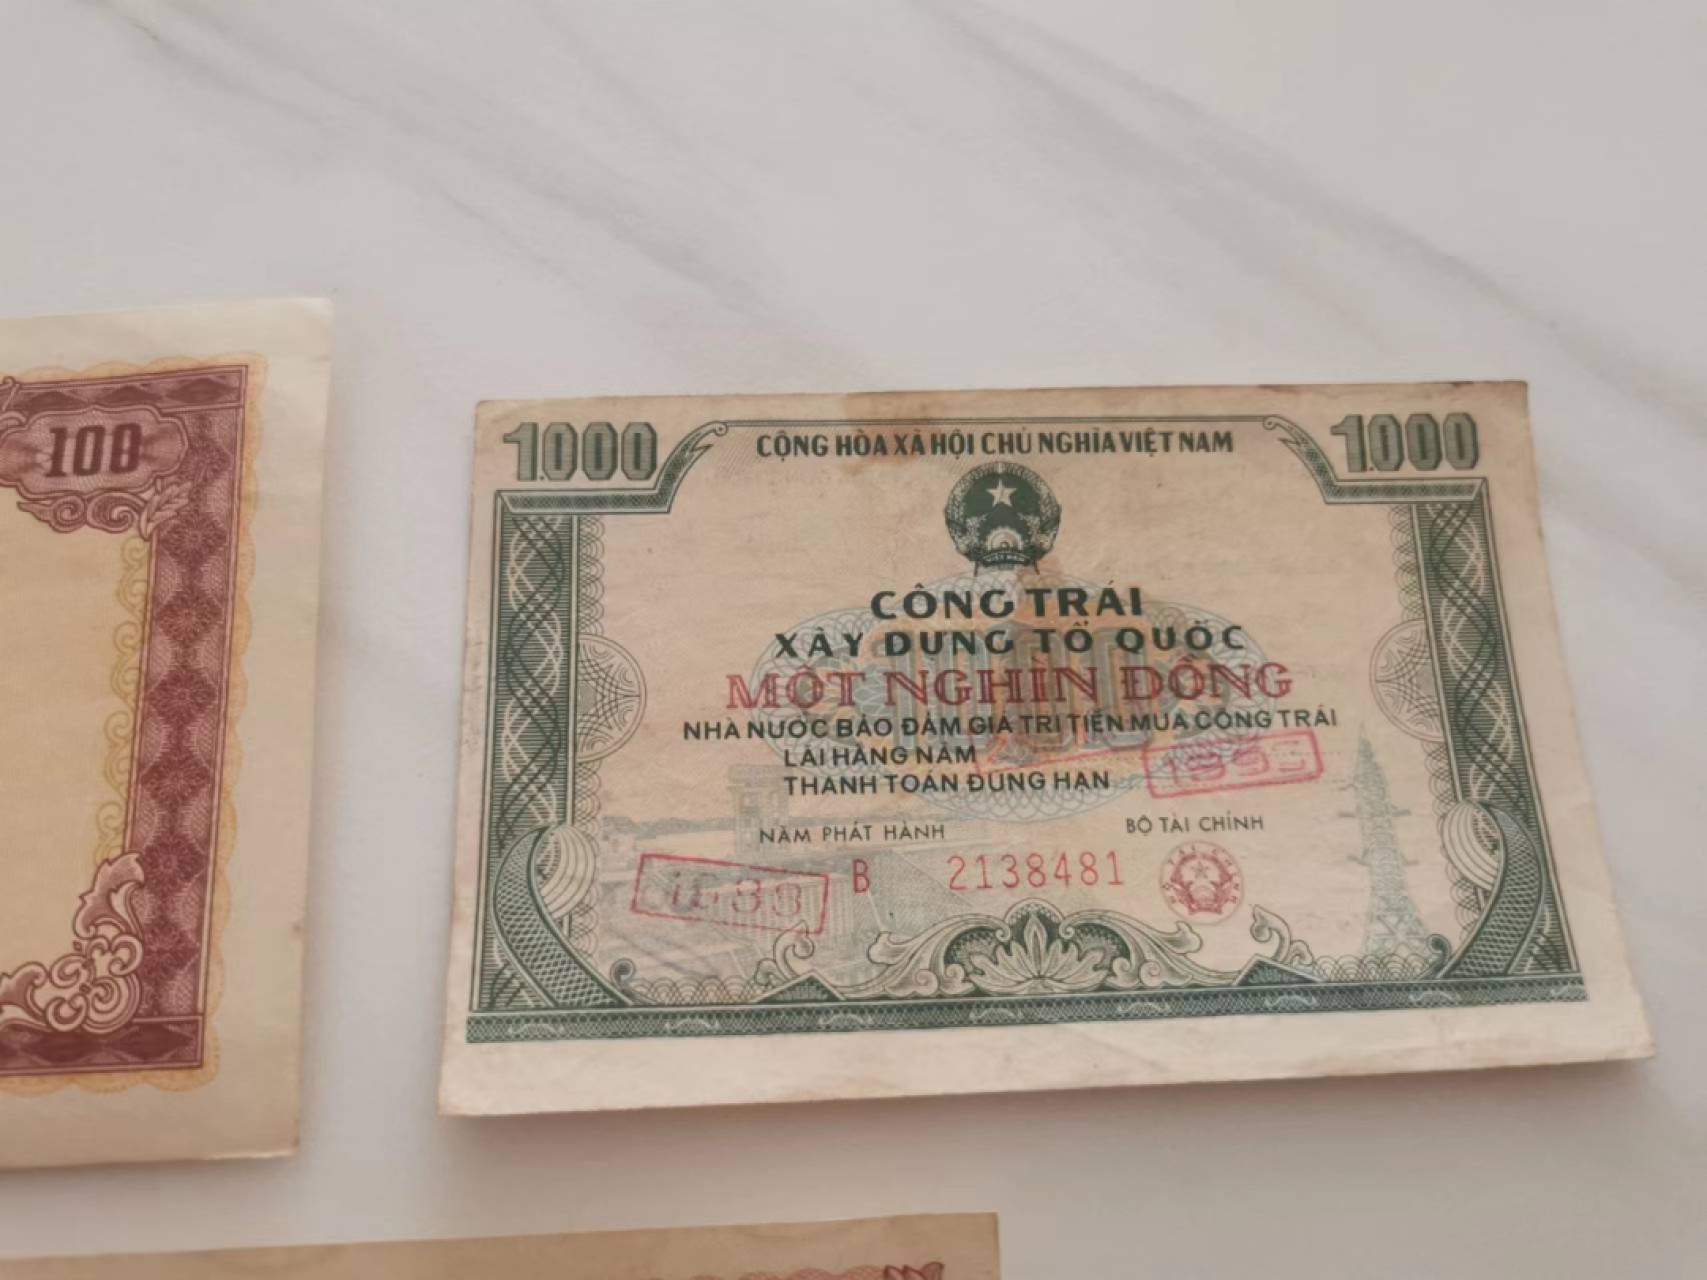 100
1.000
1.000
CỘNG HÒA XÃ HỘI CHỦ NGHĨA VIỆT NAM
VIỆT NAM
CÔNG TRÁI
XÂY DỰNG TỔ QUỐC
MỘT NGHÌN ĐỒNG
NHÀ NƯỚC BẢO ĐẢM GIÁ TRỊ TIỀN MUA CÔNG TRÁI
LÃI HÀNG NĂM
THANH TOÁN ĐÚNG HẠN
NĂM PHÁT HÀNH
BỘ TÀI CHÍNH
B 2138481